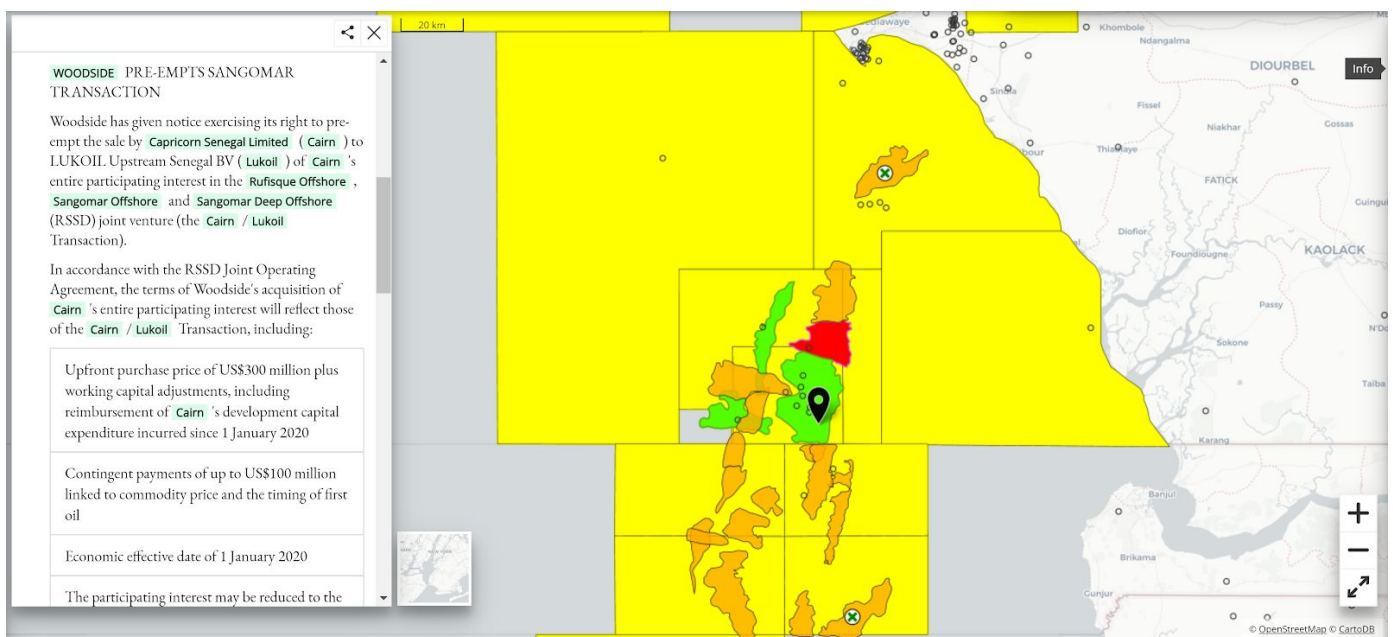 WOODSIDE PRE-EMPTS SANGOMAR
TRANSACTION
Woodside has given notice exercising its right to pre-
empt the sale by Capricorn Senegal Limited ( Cairn ) to
LUKOIL Upstream Senegal BV ( Lukoil ) of Cairn 's
entire participating interest in the Rufisque Offshore ,
Sangomar Offshore and Sangomar Deep Offshore
(RSSD) joint venture (the Cairn / Lukoil
Transaction).
In accordance with the RSSD Joint Operating
Agreement, the terms of Woodside's acquisition of
Cairn 's entire participating interest will reflect those
of the Cairn / Lukoil Transaction, including:
Upfront purchase price of US$300 million plus
working capital adjustments, including
reimbursement of Cairn 's development capital
expenditure incurred since 1 January 2020
Contingent payments of up to US$100 million
linked to commodity price and the timing of first
oil
Economic effective date of 1 January 2020
The participating interest may be reduced to the
20 km
ediawaye
Khombole
Ndangalma
DIOURBEL
Info
Sindia
Fissel
Gossas
Niakhar
bour
Thiadiaye
FATICK
Guingui
Diofior
Foundiougne
KAOLACK
Passy
N'Do
Sokone
Taiba
Karang
Banjul
Brikama
Gunjur
+
−
© OpenStreetMap © CartoDB